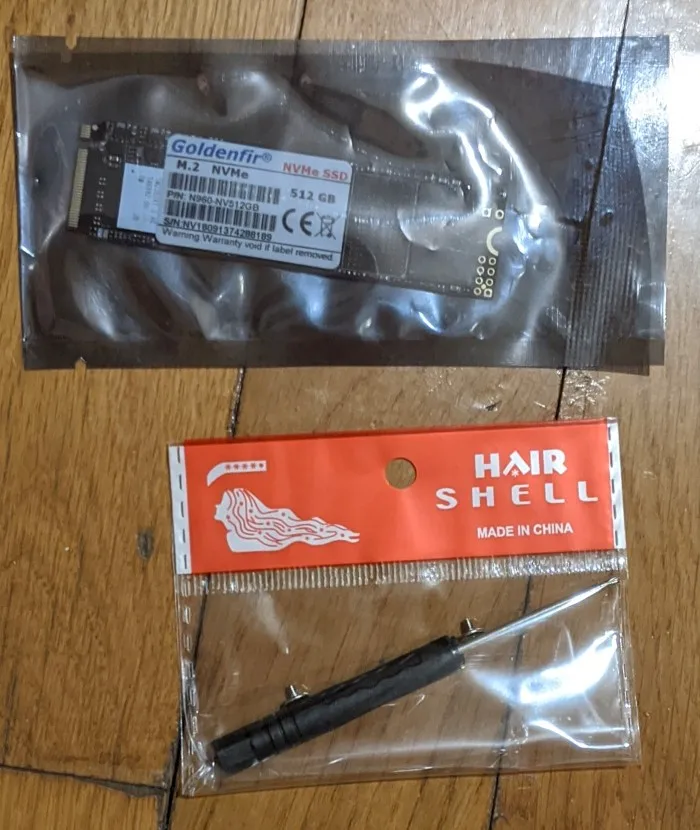 Goldenfir®
M.2 NVMe NVMe SSD
512 GB
P/N: N960-NV512GB
S/N:NV18091374288189
CE
Warning Warranty void if label removed
HAIR
SHELL
MADE IN CHINA